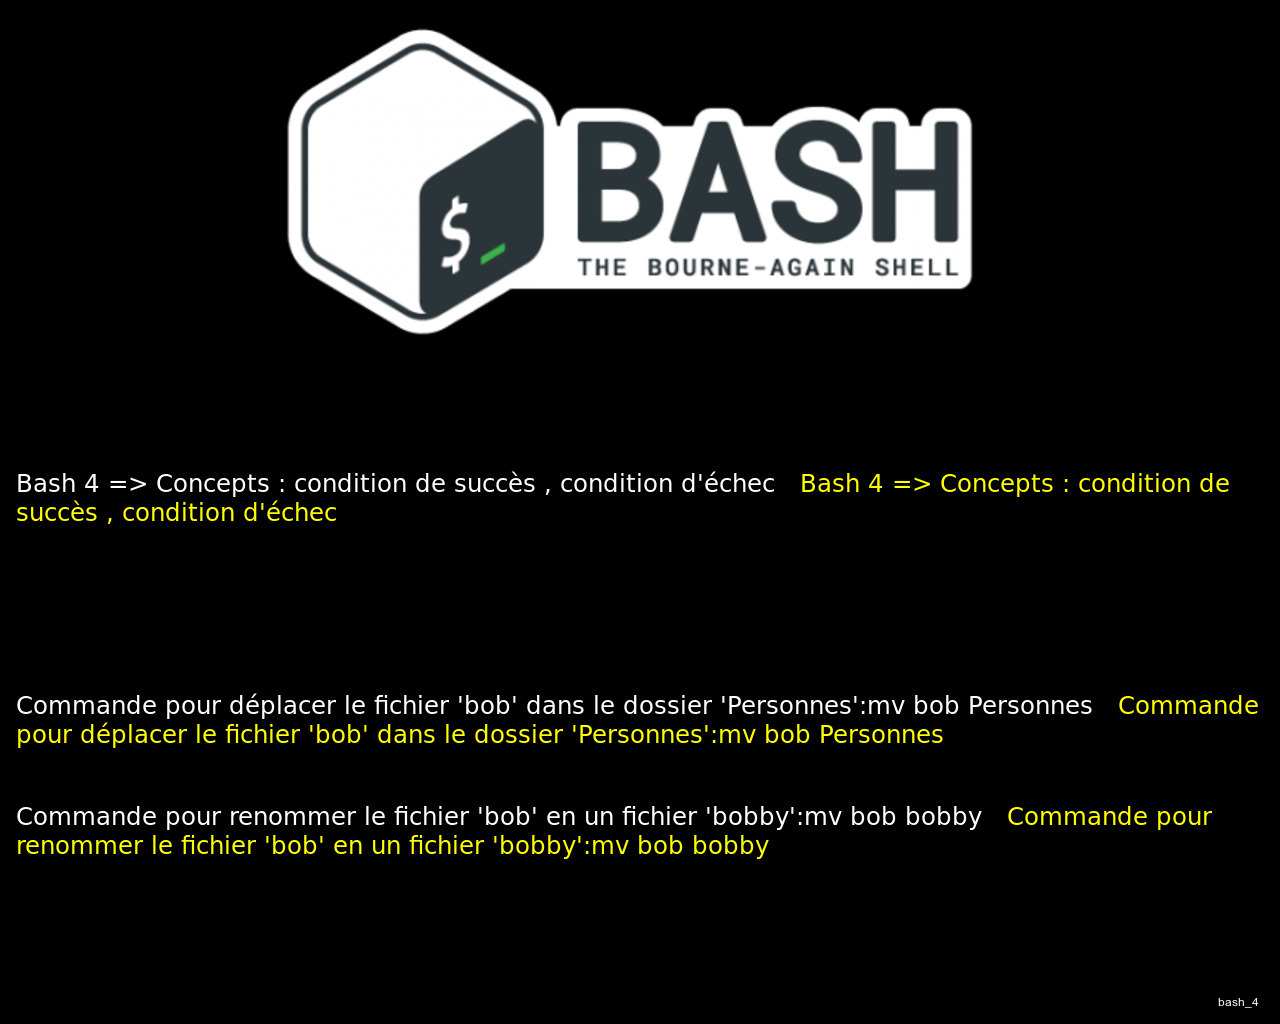 $_
BASH
THE BOURNE-AGAIN SHELL
Bash 4 => Concepts : condition de succès , condition d'échec Bash 4 => Concepts : condition de
succès , condition d'échec
Commande pour déplacer le fichier 'bob' dans le dossier 'Personnes':mv bob Personnes Commande
pour déplacer le fichier 'bob' dans le dossier 'Personnes':mv bob Personnes
Commande pour renommer le fichier 'bob' en un fichier 'bobby':mv bob bobby Commande pour
renommer le fichier 'bob' en un fichier 'bobby':mv bob bobby
bash_4